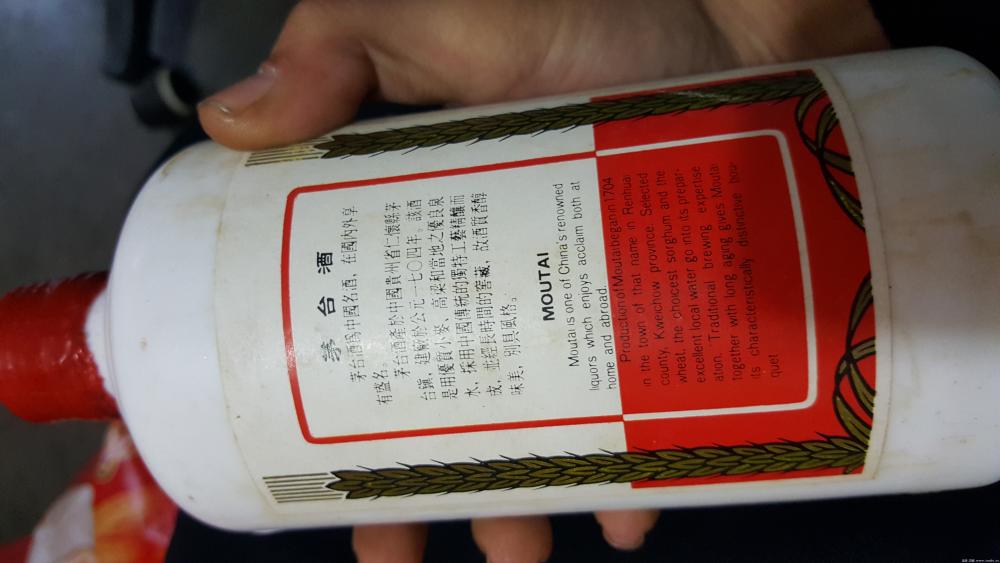 茅台酒
茅台酒為中國名酒，在國內外享
有盛名。
茅台酒產於中國貴州省仁懷縣茅
台鎮，建廠於公元一七〇四年。該酒
是用優質小麥、高粱和當地之優良泉
水，採用中國傳統的獨特工藝精釀而
成，並經長時間的窖藏，故酒質香醇
味美，別具風格。
MOUTAI
Moutai is one of China's renowned
liquors which enjoys acclaim both at
home and abroad.
Production of Moutai began in 1704
in the town of that name in Renhuai
county, Kweichow province. Selected
wheat, the choicest sorghum and the
excellent local water go into its prepar-
ation. Traditional brewing expertise
together with long aging gives Moutai
its characteristically distinctive bou-
quet